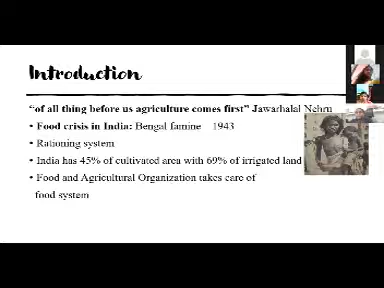 Introduction
“of all thing before us agriculture comes first” Jawarhalal Nehru
• Food crisis in India: Bengal famine – 1943
• Rationing system
• India has 45% of cultivated area with 69% of irrigated land
• Food and Agricultural Organization takes care of
food system